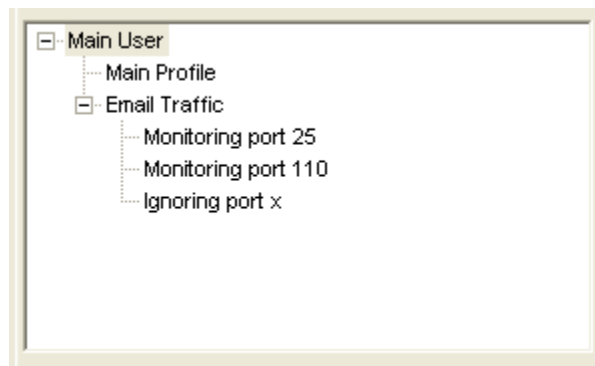 Main User
Main Profile
Email Traffic
Monitoring port 25
Monitoring port 110
Ignoring port x